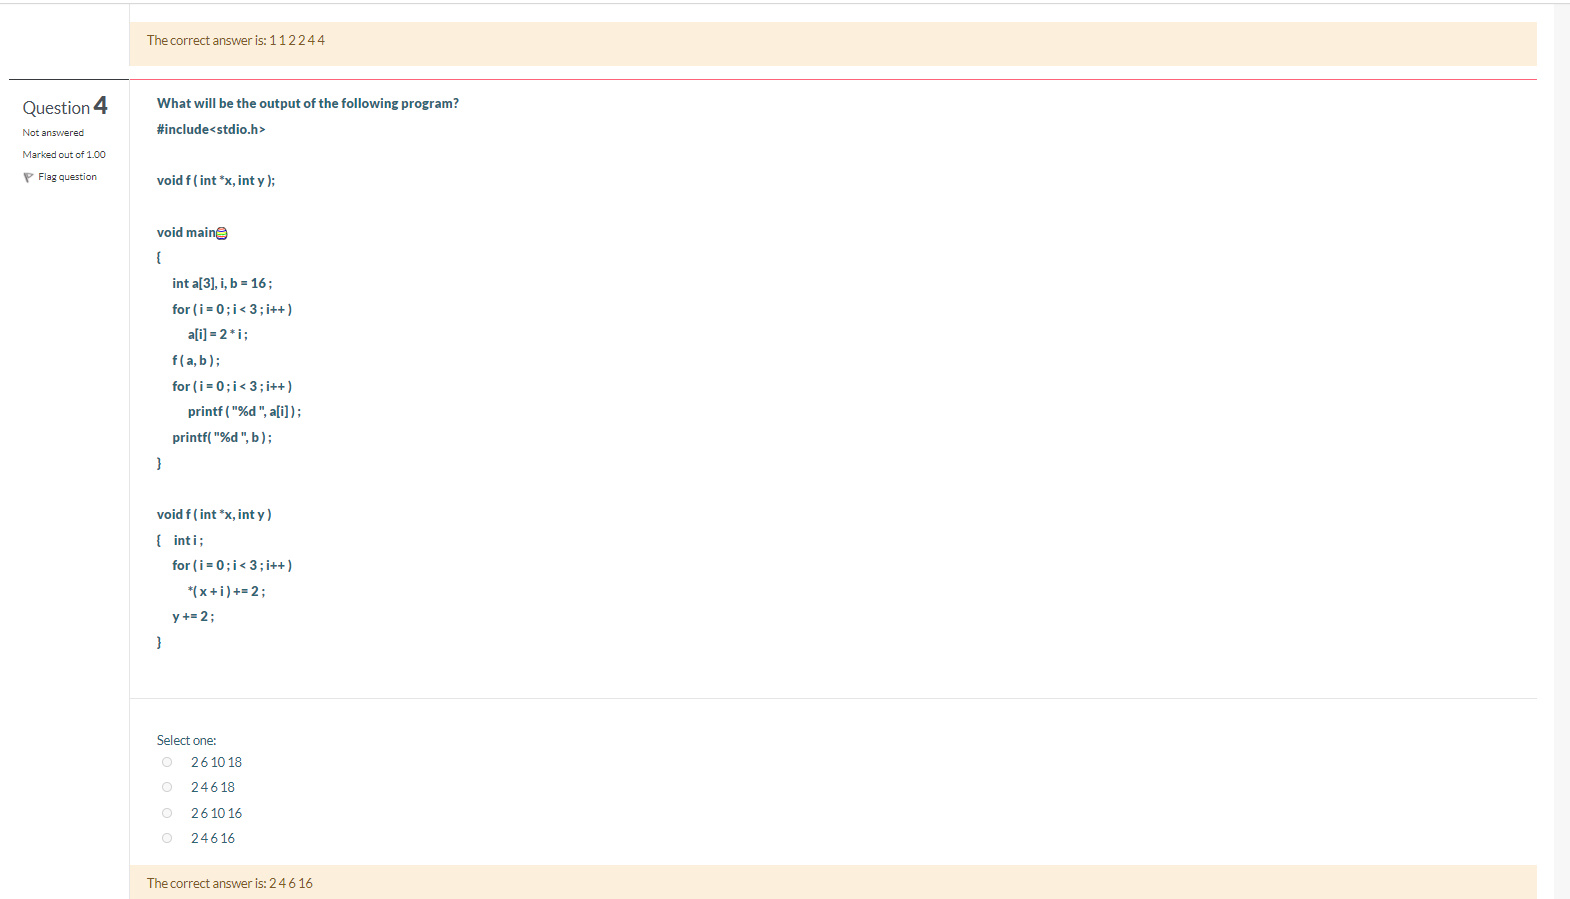 The correct answer is: 1 1 2 2 4 4
Question 4
Not answered
Marked out of 1.00
Flag question
What will be the output of the following program?
#include<stdio.h>
void f ( int *x, int y );
void main
{
int a[3], i, b = 16 ;
for ( i = 0 ; i < 3 ; i++ )
a[i] = 2 * i ;
f ( a, b ) ;
for ( i = 0 ; i < 3 ; i++ )
printf ( "%d ", a[i] ) ;
printf( "%d ", b ) ;
}
void f ( int *x, int y )
{ int i ;
for ( i = 0 ; i < 3 ; i++ )
*( x + i ) += 2 ;
y += 2 ;
}
Select one:
2 6 10 18
2 4 6 18
2 6 10 16
2 4 6 16
The correct answer is: 2 4 6 16